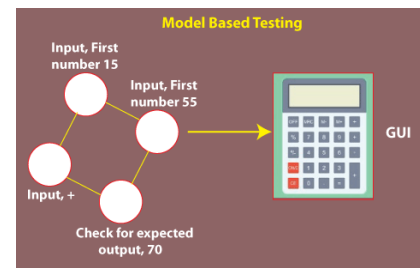 Model Based Testing
Input, First
number 15
Input, First
number 55
GUI
Input, +
Check for expected
output, 70